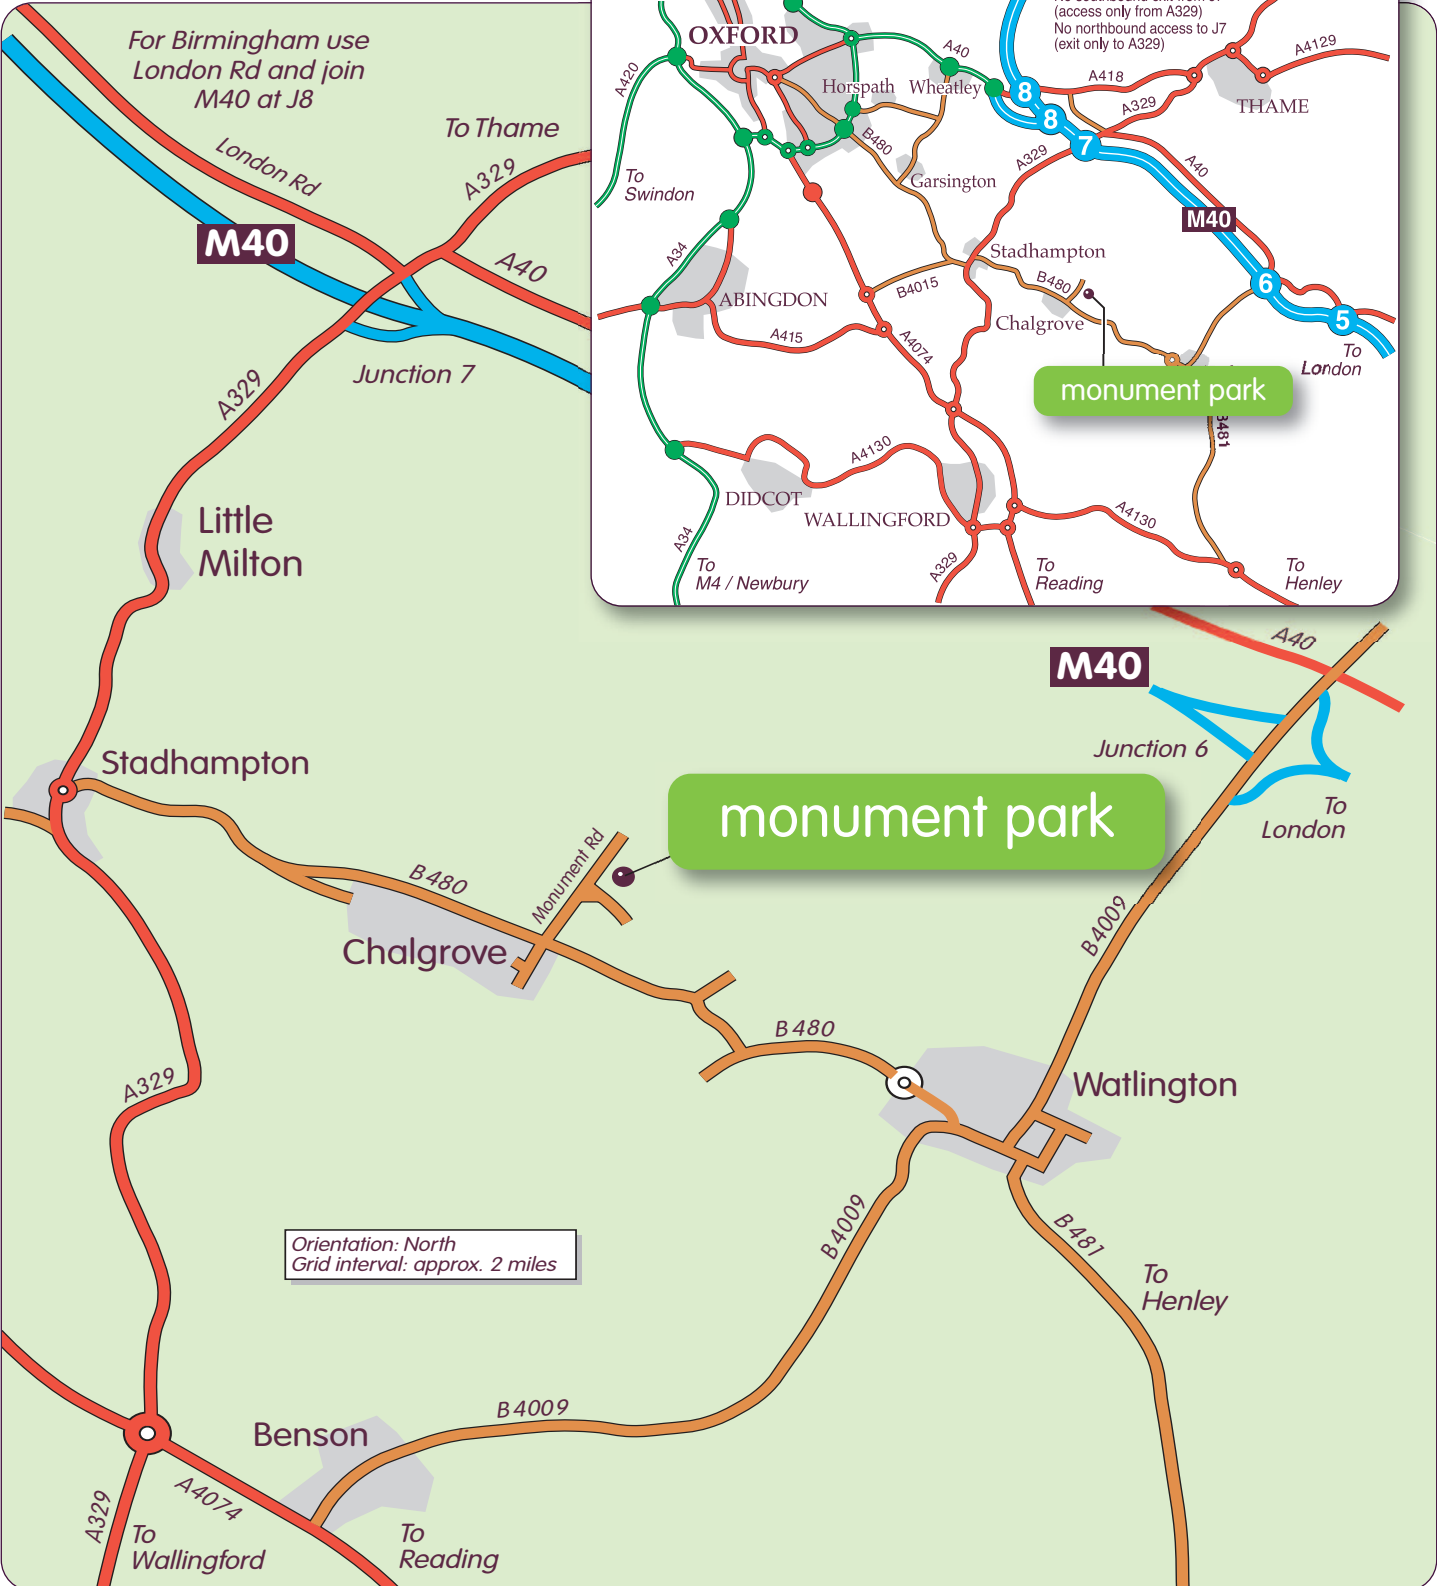 For Birmingham use
London Rd and join
M40 at J8
To Thame
London Rd
A329
M40
A40
Junction 7
A329
Little
Milton
Stadhampton
B480
Monument Rd
monument park
Chalgrove
B480
A329
Orientation: North
Grid interval: approx. 2 miles
Benson
B4009
B4009
A329
A4074
To
Wallingford
To
Reading
Watlington
B481
To
Henley
B4009
M40
A40
Junction 6
To
London
(access only from A329)
No northbound access to J7
(exit only to A329)
OXFORD
A420
A40
Horspath
Wheatley
8
8
7
A418
A329
A4129
THAME
B480
To
Swindon
Garsington
A329
A40
M40
A34
Stadhampton
B480
ABINGDON
B4015
Chalgrove
6
5
To
London
A415
A4074
monument park
B481
A4130
DIDCOT
WALLINGFORD
A4130
A34
To
M4 / Newbury
A329
To
Reading
To
Henley